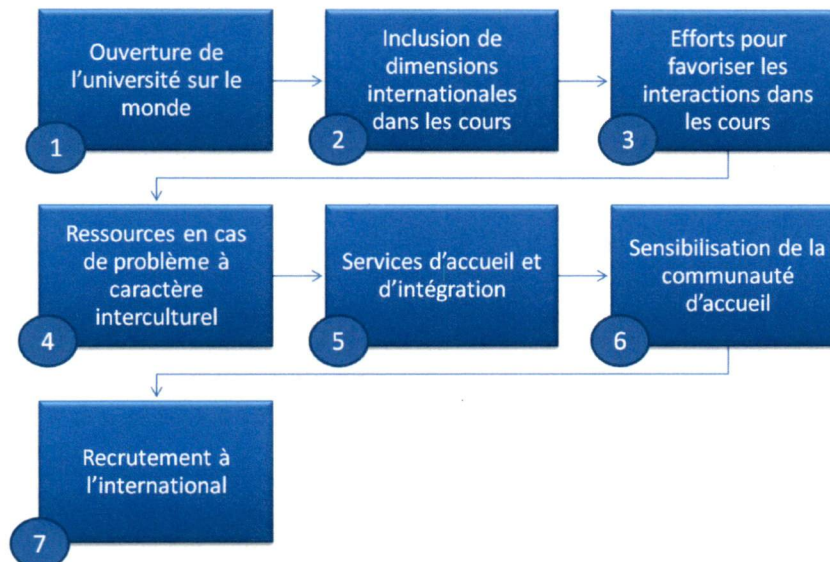 Ouverture de
l'université sur le
monde
1
Inclusion de
dimensions
internationales
dans les cours
2
Efforts pour
favoriser les
interactions dans
les cours
3
Ressources en cas
de problème à
caractère
interculturel
4
Services d'accueil et
d'intégration
5
Sensibilisation de la
communauté
d'accueil
6
Recrutement à
l'international
7